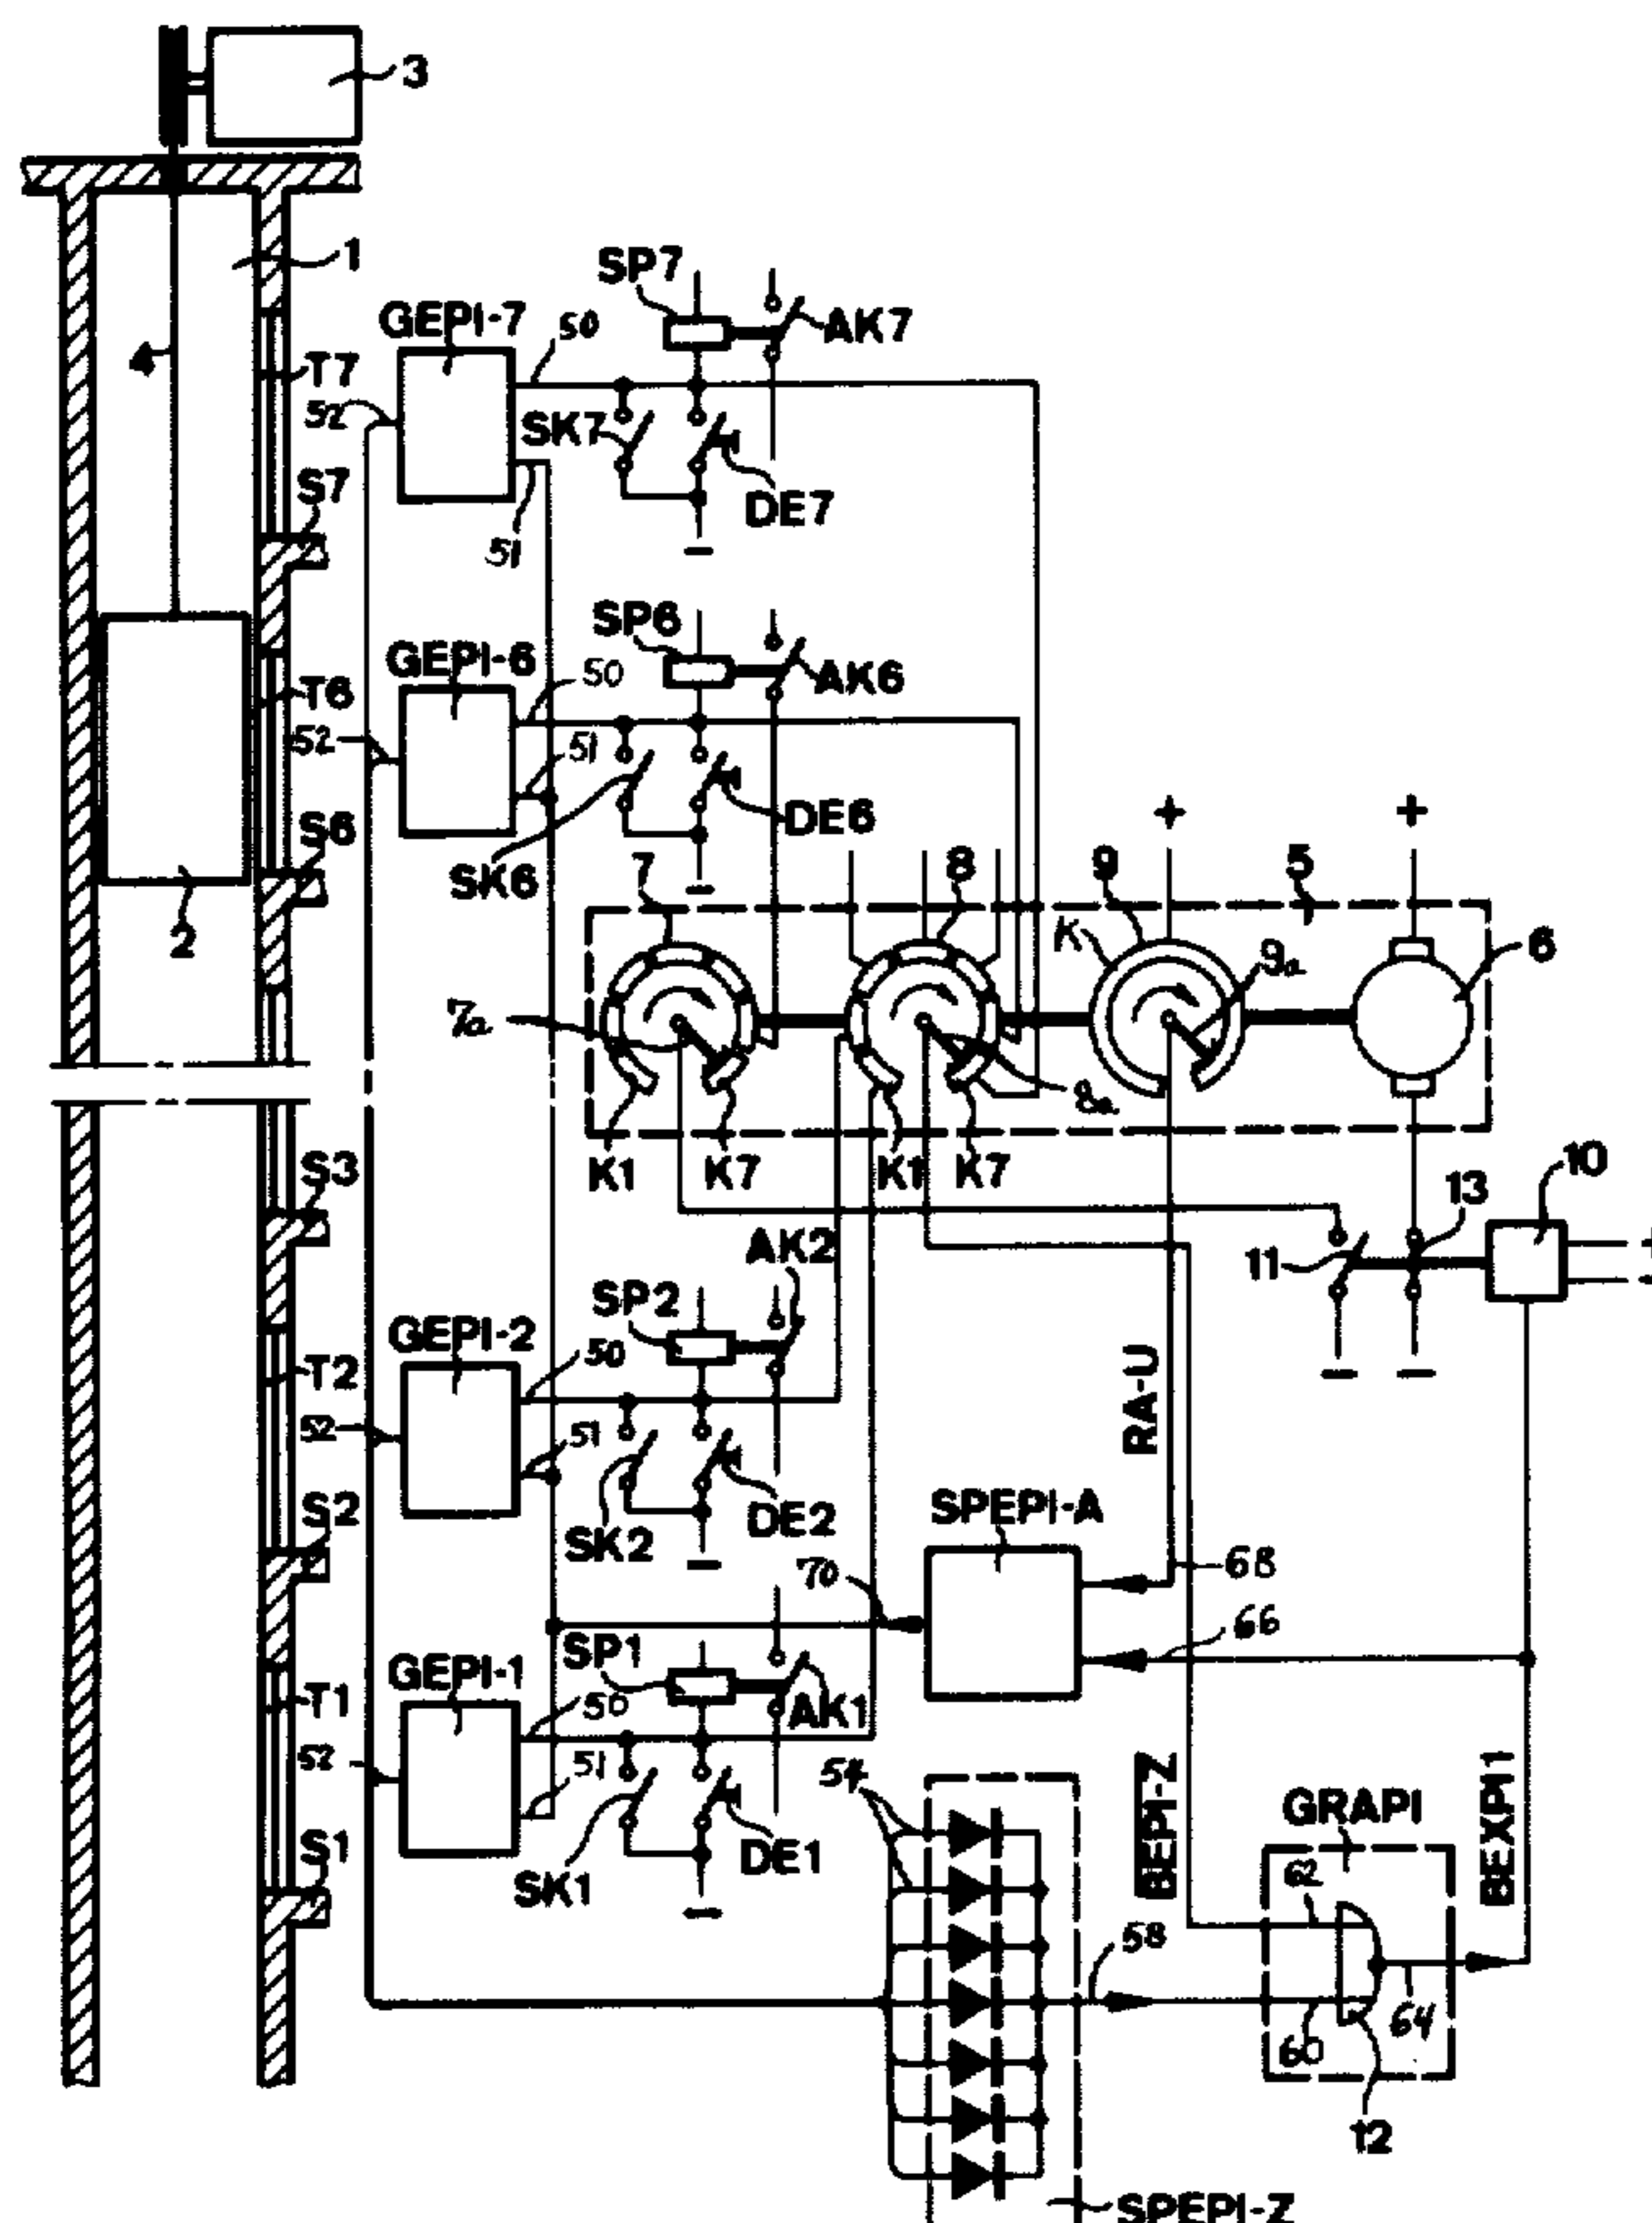 3
1
SP7
GEPI-7
50
AK7
4
T7
52
SK7
S7
DE7
51
–
SP6
GEPI-6
50
AK6
T6
52
51
S6
DE6
+
+
SK6
7
8
9
5
2
K
9a
6
7a
8a
K1
K7
K1
K7
S3
13
10
AK2
11
SP2
GEPI-2
50
–
–
T2
RA-U
52
51
S2
SK2
DE2
SPEPI-A
–
70
68
66
SP1
GEPI-1
50
AK1
T1
52
51
54
BEPI-Z
GRAPI
BEXPI1
S1
SK1
DE1
62
–
58
60
64
12
SPEPI-Z